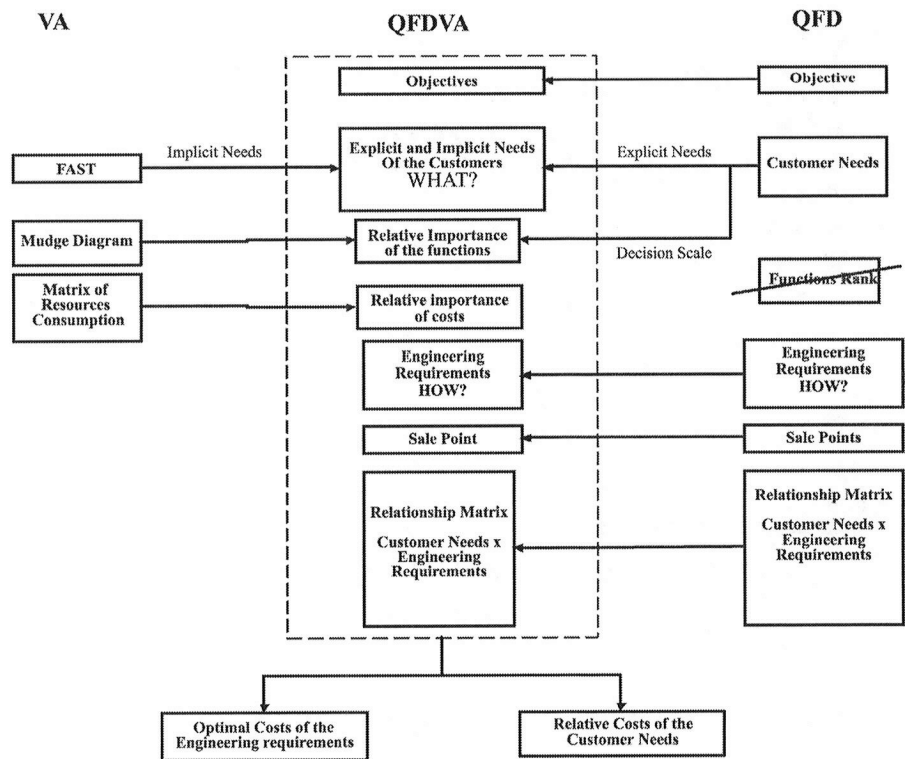 VA
QFDVA
QFD
Objectives
Objective
Implicit Needs
Explicit and Implicit Needs
Of the Customers
WHAT?
Explicit Needs
FAST
Customer Needs
Mudge Diagram
Relative Importance
of the functions
Decision Scale
Matrix of
Resources
Consumption
Functions Rank
Relative importance
of costs
Engineering
Requirements
HOW?
Engineering
Requirements
HOW?
Sale Point
Sale Points
Relationship Matrix
Customer Needs x
Engineering
Requirements
Relationship Matrix
Customer Needs x
Engineering
Requirements
Optimal Costs of the
Engineering requirements
Relative Costs of the
Customer Needs